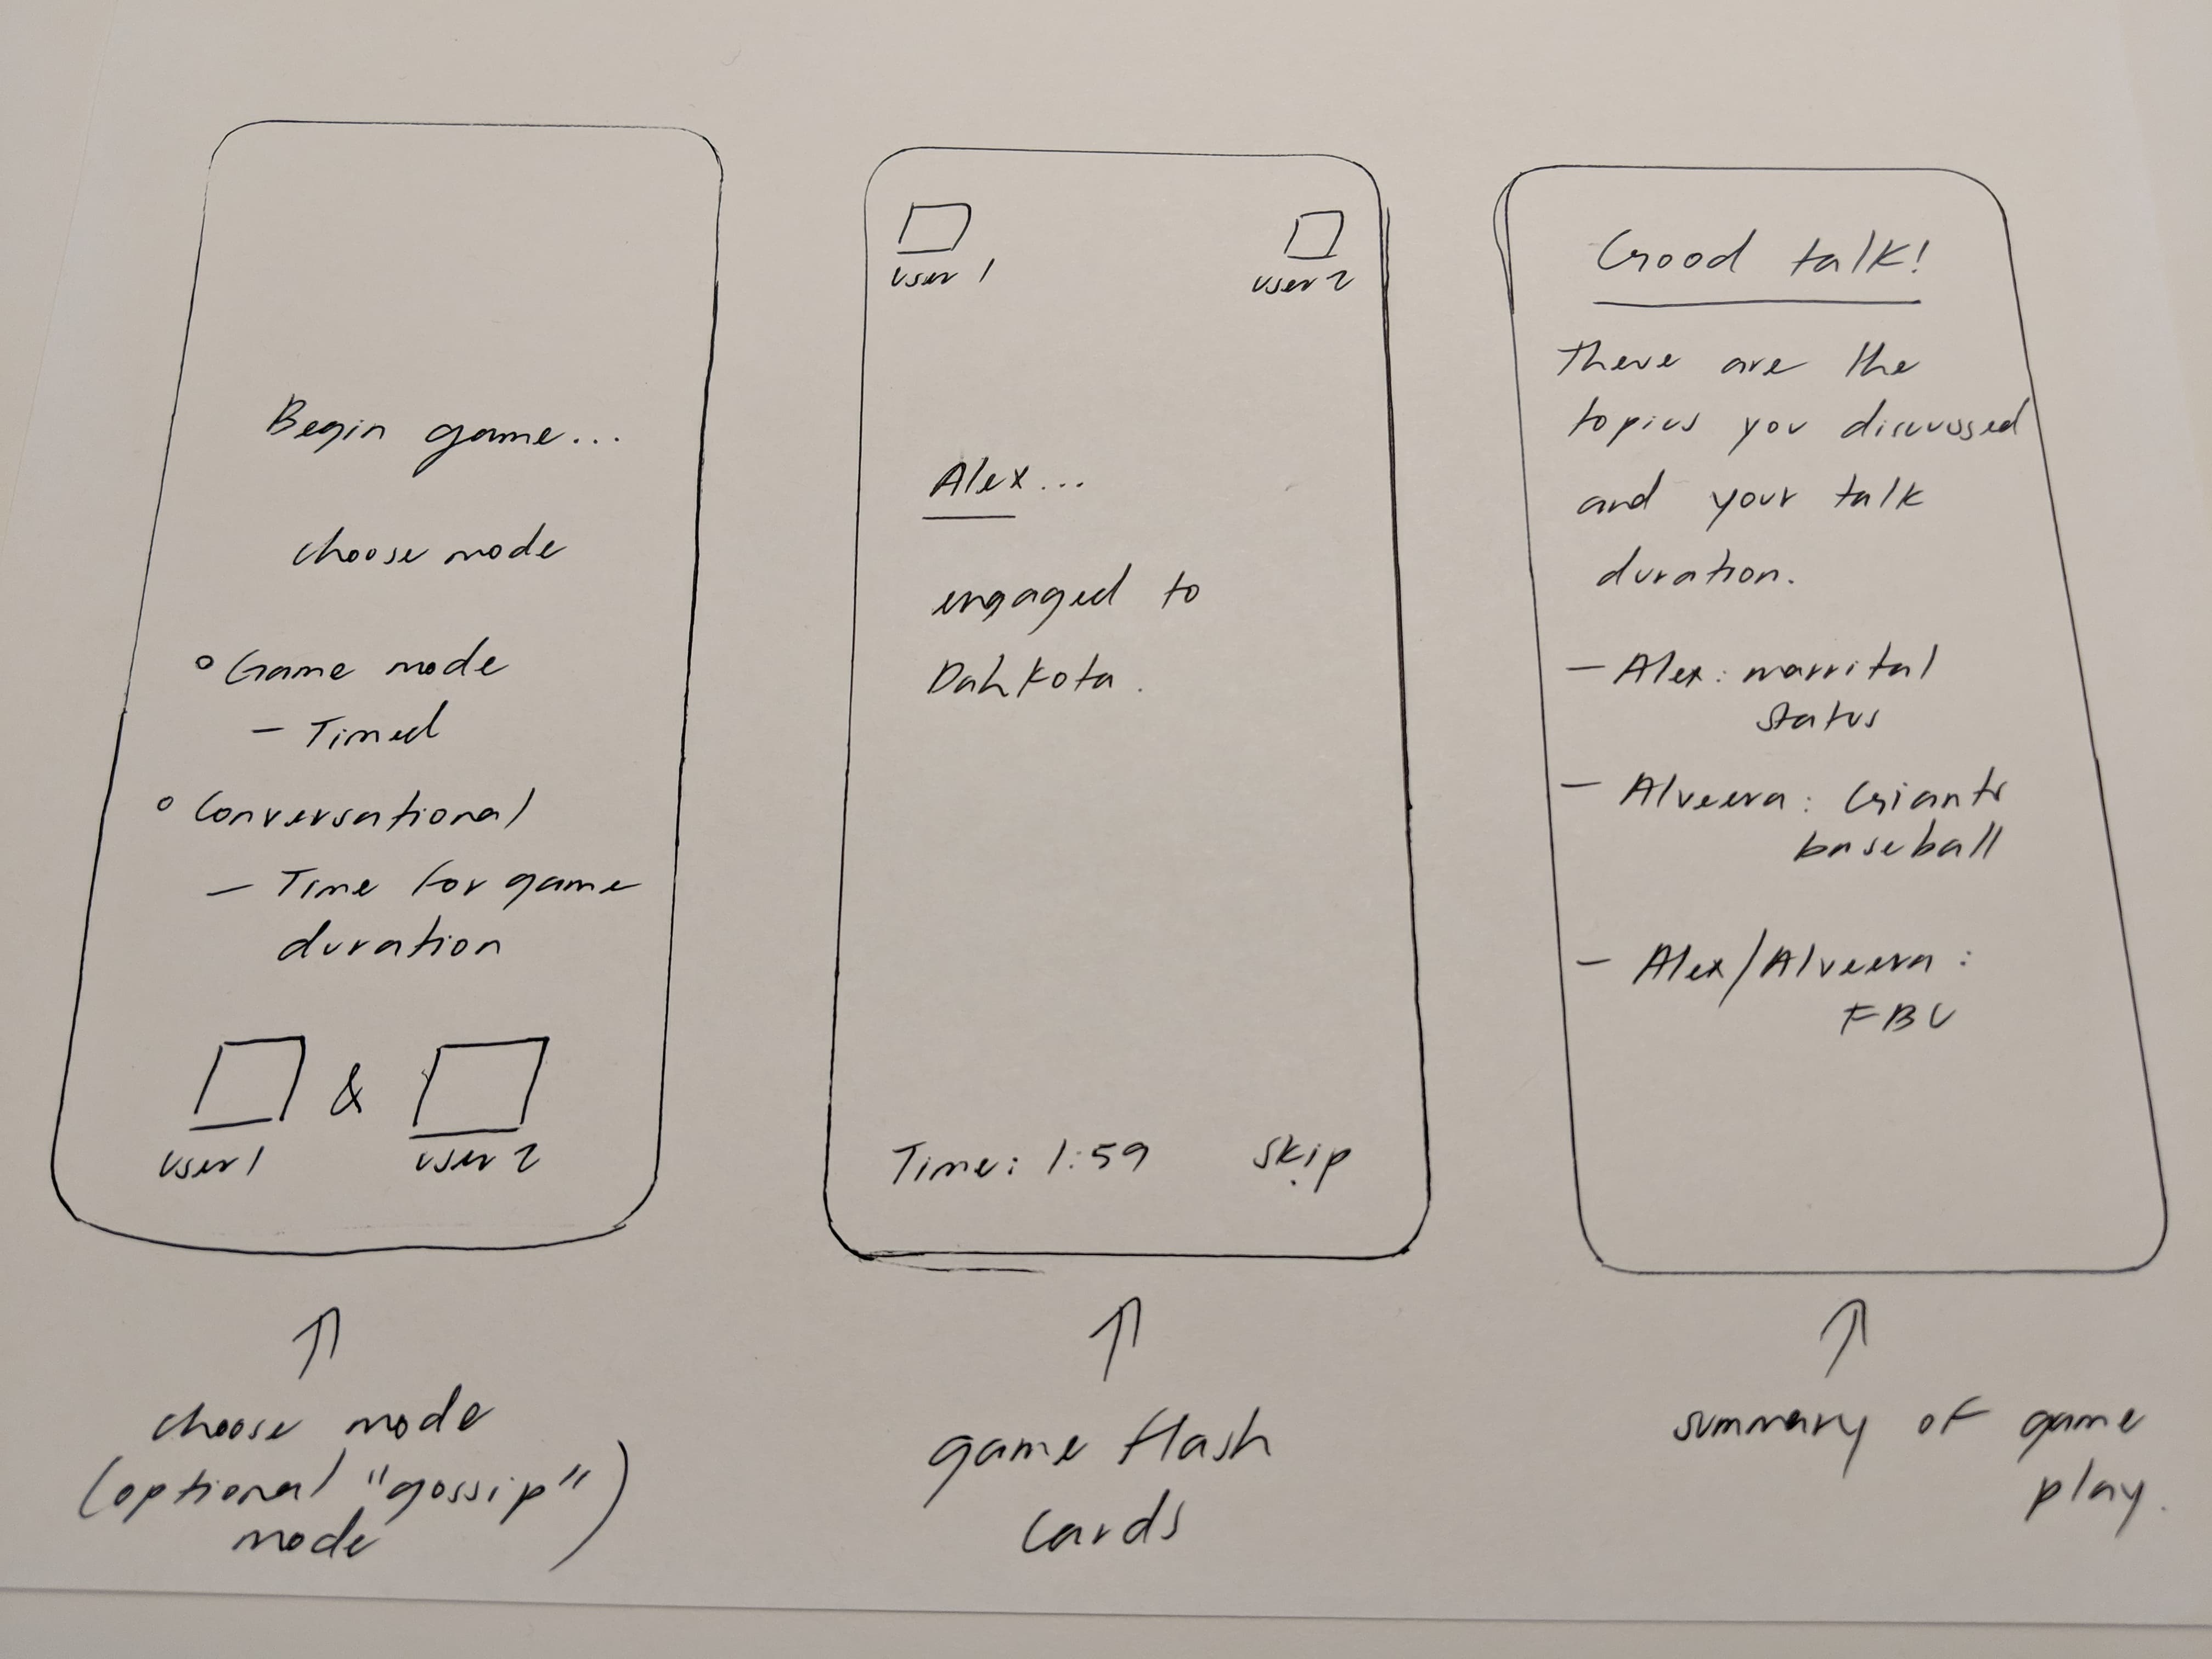 Begin game...
choose mode
Game mode
- Timed
Conversational
- Time for game
duration
&
user 1
user 2
choose mode
(optional "gossip")
mode
user 1
user 2
Alex...
engaged to
Dahkota.
Time: 1:59
skip
game flash
cards
Good talk!
These are the
topics you discussed
and your talk
duration.
- Alex: marrital
status
- Alveera: Giants
baseball
- Alex/Alveera:
summary of game
play.